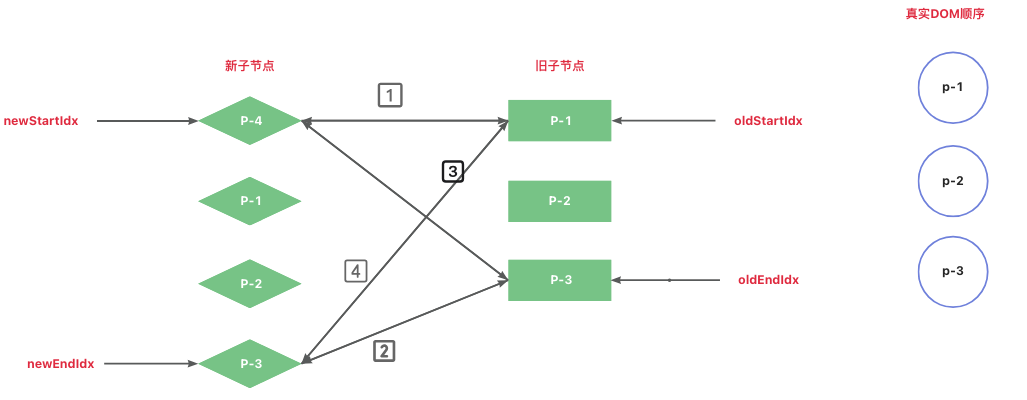 真实DOM顺序
新子节点
旧子节点
1
newStartIdx
P-4
P-1
oldStartIdx
p-1
3
P-1
P-2
p-2
4
P-2
P-3
oldEndIdx
p-3
2
newEndIdx
P-3